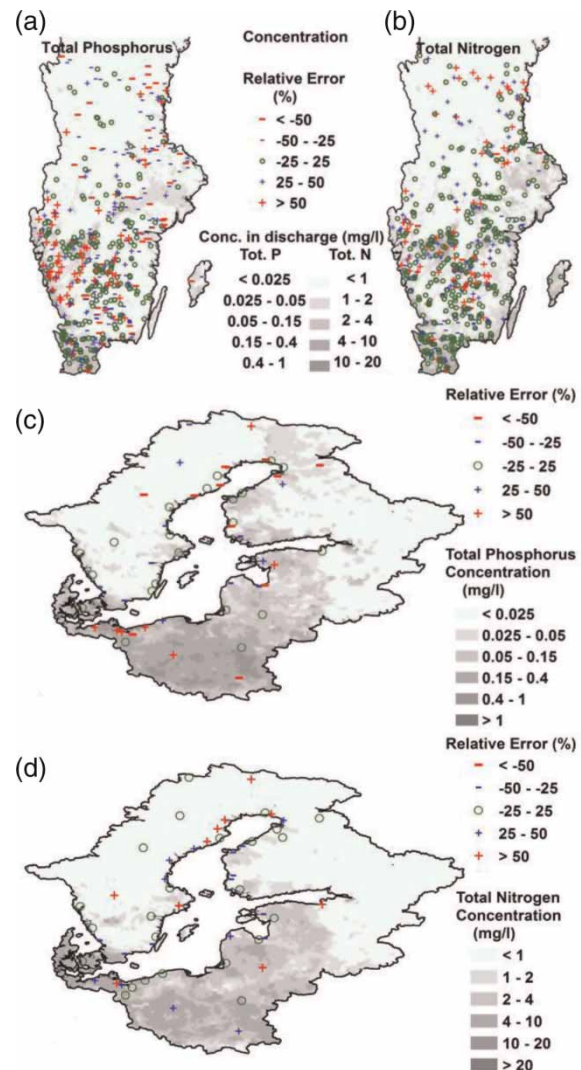 (a)
Total Phosphorus
Concentration
(b)
Total Nitrogen
Relative Error
(%)
< -50
-50 - -25
-25 - 25
25 - 50
> 50
Conc. in discharge (mg/l)
Tot. P Tot. N
< 0.025 < 1
0.025 - 0.05 1 - 2
0.05 - 0.15 2 - 4
0.15 - 0.4 4 - 10
0.4 - 1 10 - 20
(c)
Relative Error (%)
< -50
-50 - -25
-25 - 25
25 - 50
> 50
Total Phosphorus
Concentration
(mg/l)
< 0.025
0.025 - 0.05
0.05 - 0.15
0.15 - 0.4
0.4 - 1
> 1
(d)
Relative Error (%)
< -50
-50 - -25
-25 - 25
25 - 50
> 50
Total Nitrogen
Concentration
(mg/l)
< 1
1 - 2
2 - 4
4 - 10
10 - 20
> 20